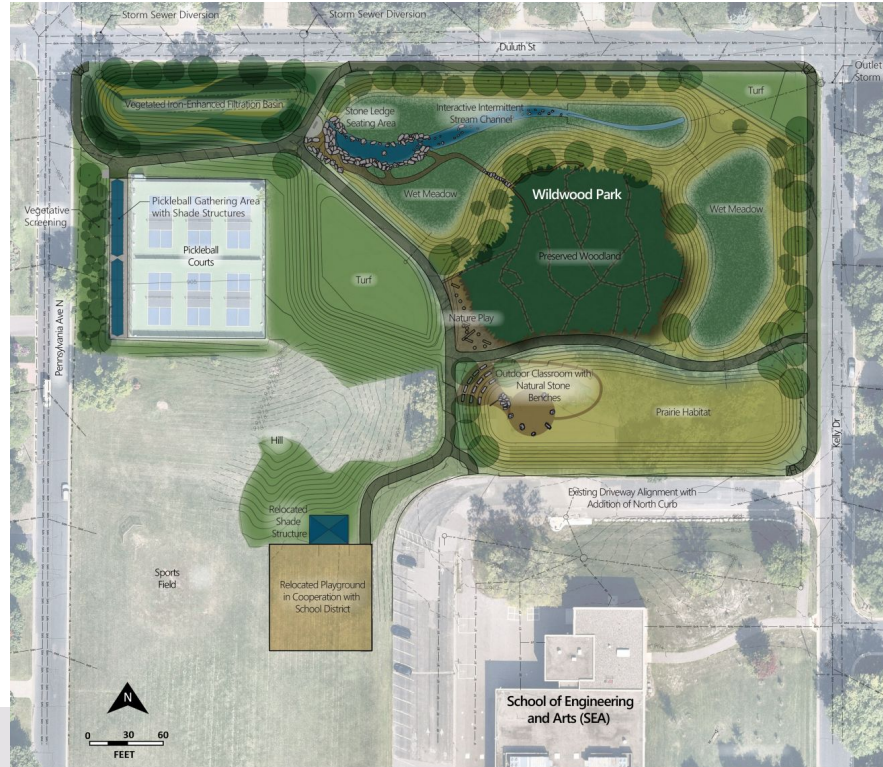 Storm Sewer Diversion
Storm Sewer Diversion
Duluth St
Outlet
Storm
Vegetated Iron-Enhanced Filtration Basin
Stone Ledge
Seating Area
Interactive Intermittent
Stream Channel
Turf
Vegetative
Screening
Pickleball Gathering Area
with Shade Structures
Pickleball
Courts
Wet Meadow
Wildwood Park
Wet Meadow
Preserved Woodland
Turf
Pennsylvania Ave N
Nature Play
Outdoor Classroom with
Natural Stone
Benches
Prairie Habitat
Kelly Dr
Hill
Relocated
Shade
Structure
Existing Driveway Alignment with
Addition of North Curb
Sports
Field
Relocated Playground
in Cooperation with
School District
School of Engineering
and Arts (SEA)
N
0 30 60
FEET